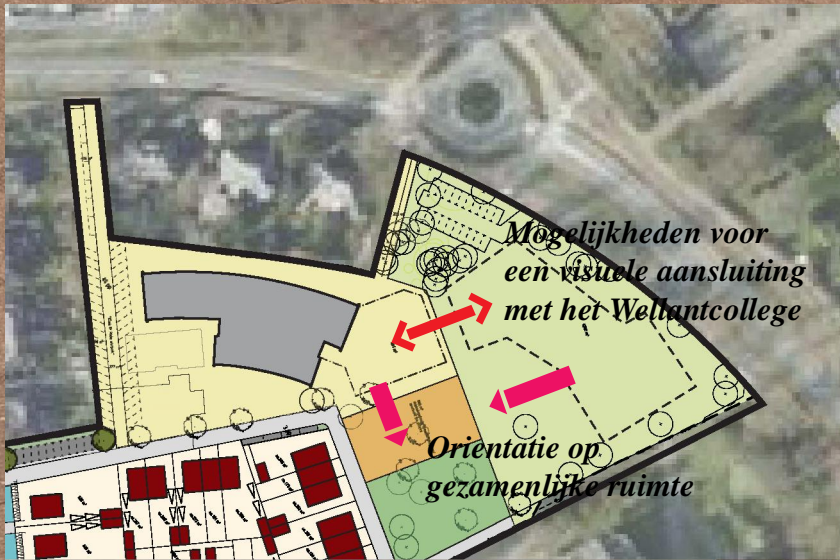 Mogelijkheden voor
een visuele aansluiting
met het Wellantcollege
Orientatie op
gezamenlijke ruimte